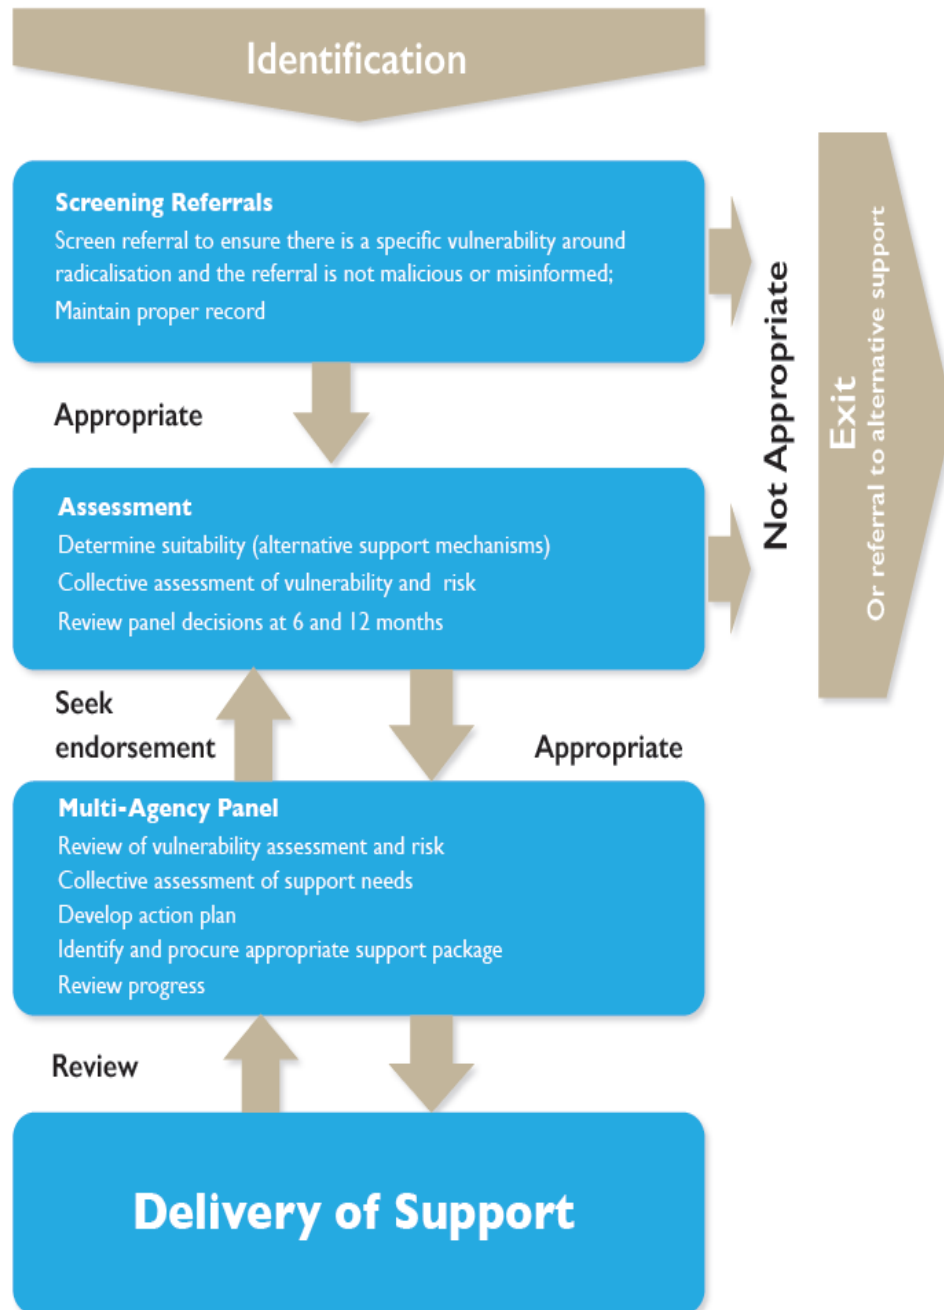 Identification
Screening Referrals
Screen referral to ensure there is a specific vulnerability around
radicalisation and the referral is not malicious or misinformed;
Maintain proper record
Appropriate
Not Appropriate
Exit
Or referral to alternative support
Assessment
Determine suitability (alternative support mechanisms)
Collective assessment of vulnerability and risk
Review panel decisions at 6 and 12 months
Seek
endorsement
Appropriate
Multi-Agency Panel
Review of vulnerability assessment and risk
Collective assessment of support needs
Develop action plan
Identify and procure appropriate support package
Review progress
Review
Delivery of Support